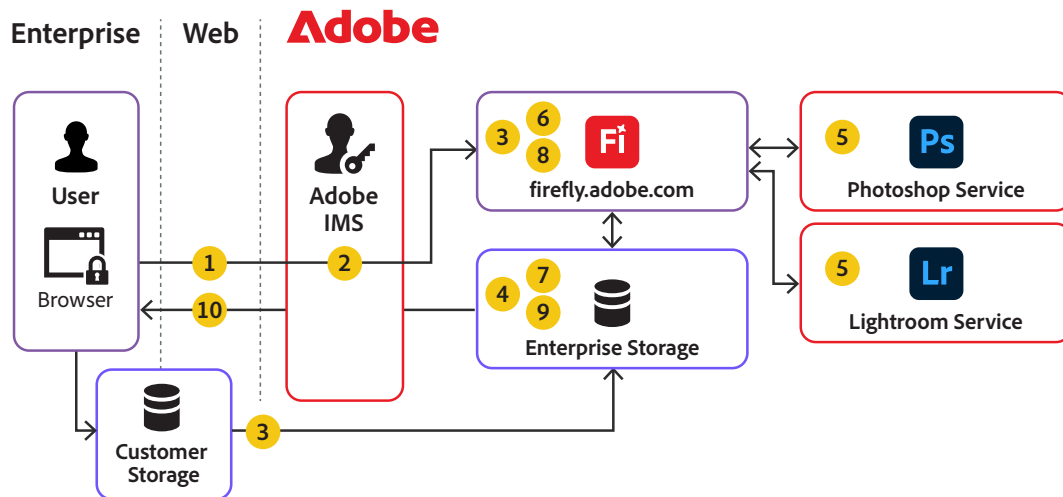 Enterprise
Web
Adobe
User
Browser
1
10
Customer
Storage
3
Adobe
IMS
2
3
6
8
Fi
firefly.adobe.com
4
7
9
Enterprise Storage
5
Ps
Photoshop Service
5
Lr
Lightroom Service